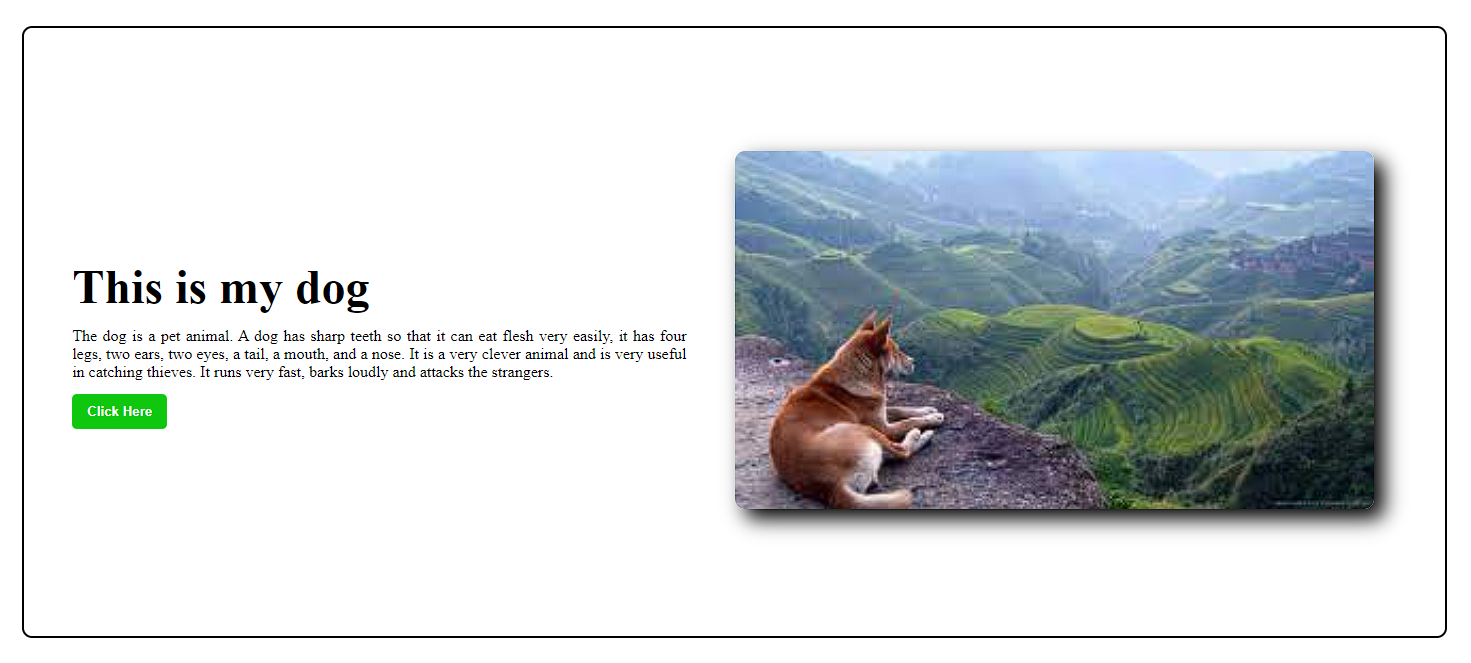 This is my dog
The dog is a pet animal. A dog has sharp teeth so that it can eat flesh very easily, it has four
legs, two ears, two eyes, a tail, a mouth, and a nose. It is a very clever animal and is very useful
in catching thieves. It runs very fast, barks loudly and attacks the strangers.
Click Here